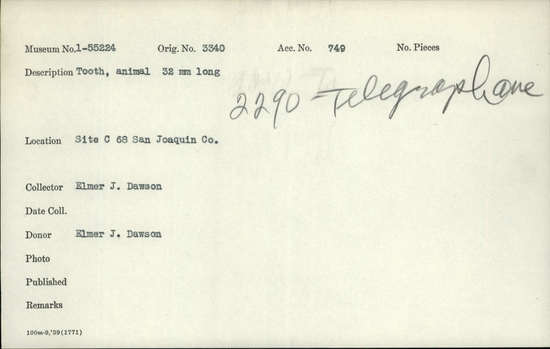 Museum No. 1-55224 Orig. No. 3340 Acc. No. 749 No. Pieces
Description Tooth, animal 32 mm long
2290 - Telegraph ave
Location Site C 68 San Joaquin Co.
Collector Elmer J. Dawson
Date Coll.
Donor Elmer J. Dawson
Photo
Published
Remarks
100m-9,'39(1771)